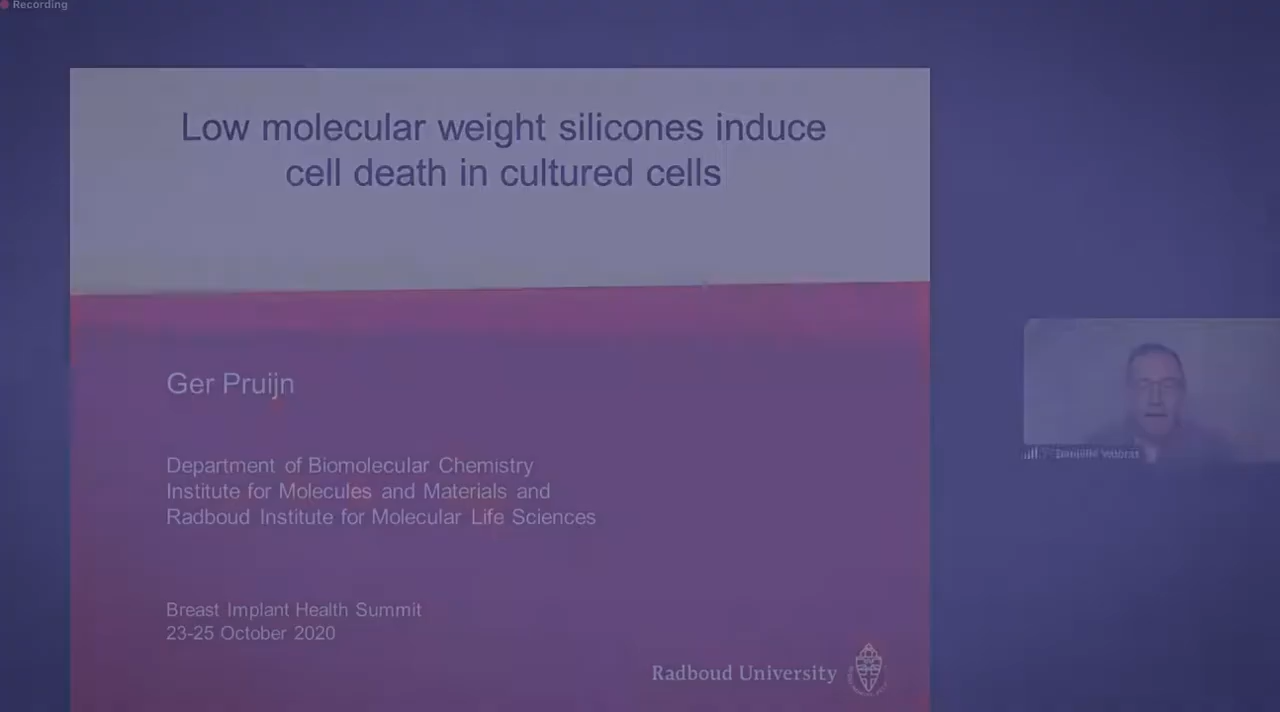 Recording
Low molecular weight silicones induce
cell death in cultured cells
Ger Pruijn
Department of Biomolecular Chemistry
Institute for Molecules and Materials and
Radboud Institute for Molecular Life Sciences
Breast Implant Health Summit
23-25 October 2020
Radboud University